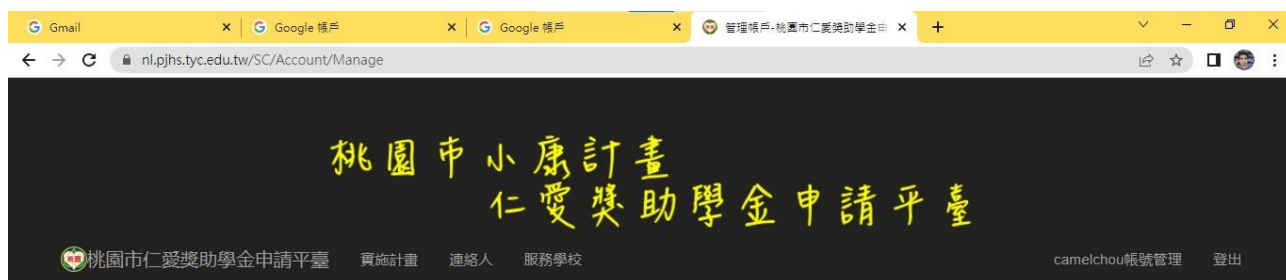 Gmail
Google 帳戶
Google 帳戶
管理帳戶-桃園市仁愛獎助學金申
nl.pjhs.tyc.edu.tw/SC/Account/Manage
桃園市小康計畫
仁愛獎助學金申請平臺
桃園市仁愛獎助學金申請平臺 實施計畫 連絡人 服務學校 camelchou帳號管理 登出